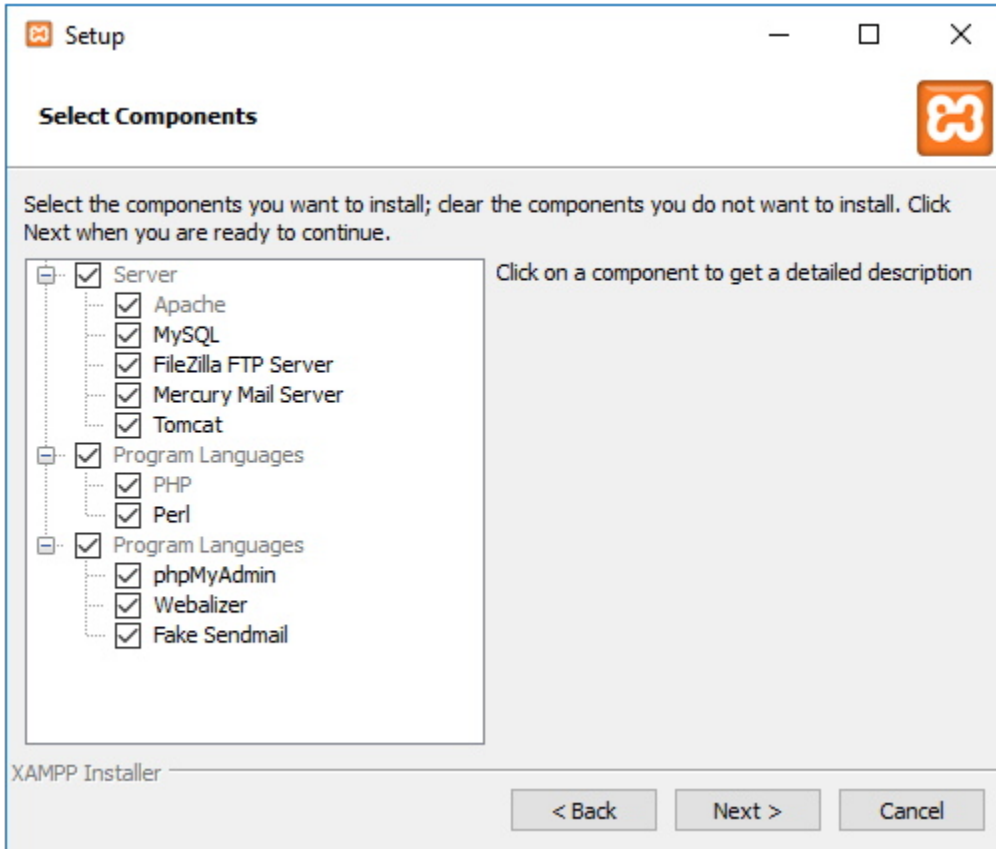 Setup
Select Components
Select the components you want to install; clear the components you do not want to install. Click
Next when you are ready to continue.
Server
Apache
MySQL
FileZilla FTP Server
Mercury Mail Server
Tomcat
Program Languages
PHP
Perl
Program Languages
phpMyAdmin
Webalizer
Fake Sendmail
Click on a component to get a detailed description
XAMPP Installer
< Back
Next >
Cancel